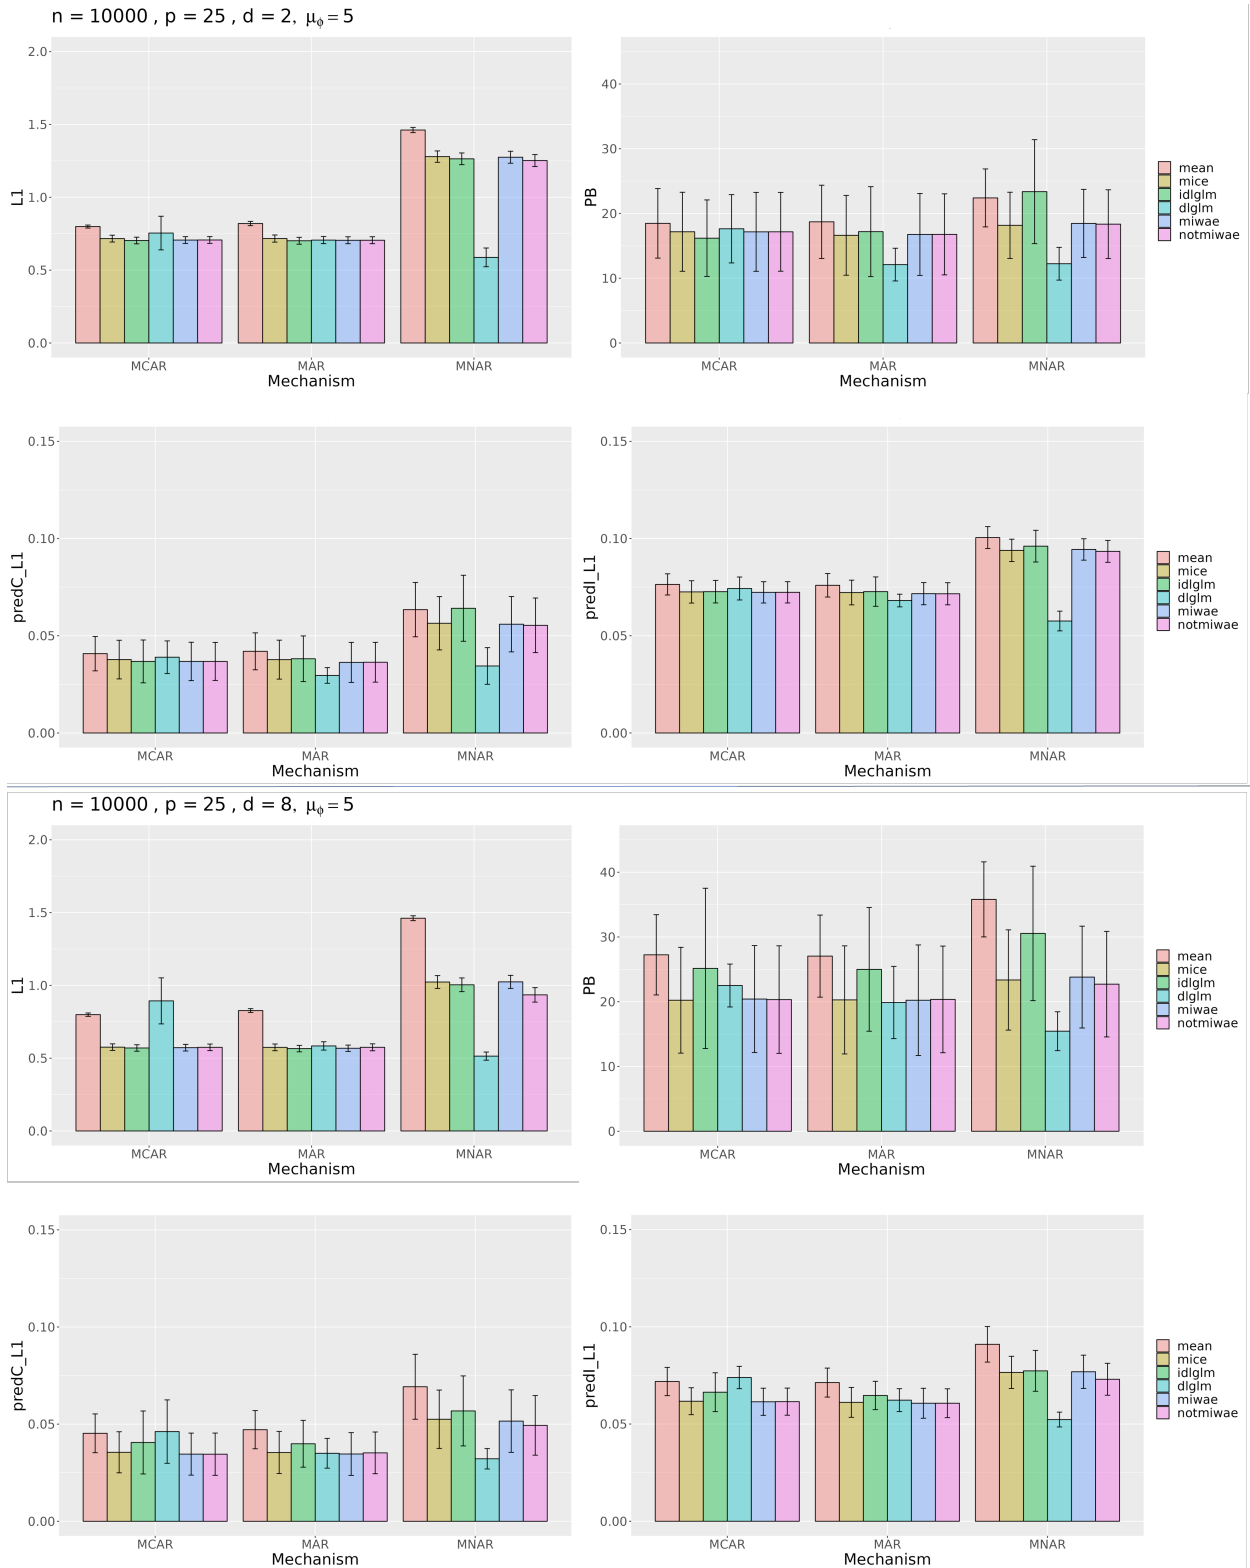 n = 10000 , p = 25 , d = 2, μϕ = 5
L1
2.0
1.5
1.0
0.5
0.0
MCAR MAR MNAR
Mechanism
PB
40
30
20
10
0
MCAR MAR MNAR
Mechanism
mean
mice
idlglm
dlglm
miwae
notmiwae
predC_L1
0.15
0.10
0.05
0.00
MCAR MAR MNAR
Mechanism
predI_L1
0.15
0.10
0.05
0.00
MCAR MAR MNAR
Mechanism
mean
mice
idlglm
dlglm
miwae
notmiwae
n = 10000 , p = 25 , d = 8, μϕ = 5
L1
2.0
1.5
1.0
0.5
0.0
MCAR MAR MNAR
Mechanism
PB
40
30
20
10
0
MCAR MAR MNAR
Mechanism
mean
mice
idlglm
dlglm
miwae
notmiwae
predC_L1
0.15
0.10
0.05
0.00
MCAR MAR MNAR
Mechanism
predI_L1
0.15
0.10
0.05
0.00
MCAR MAR MNAR
Mechanism
mean
mice
idlglm
dlglm
miwae
notmiwae